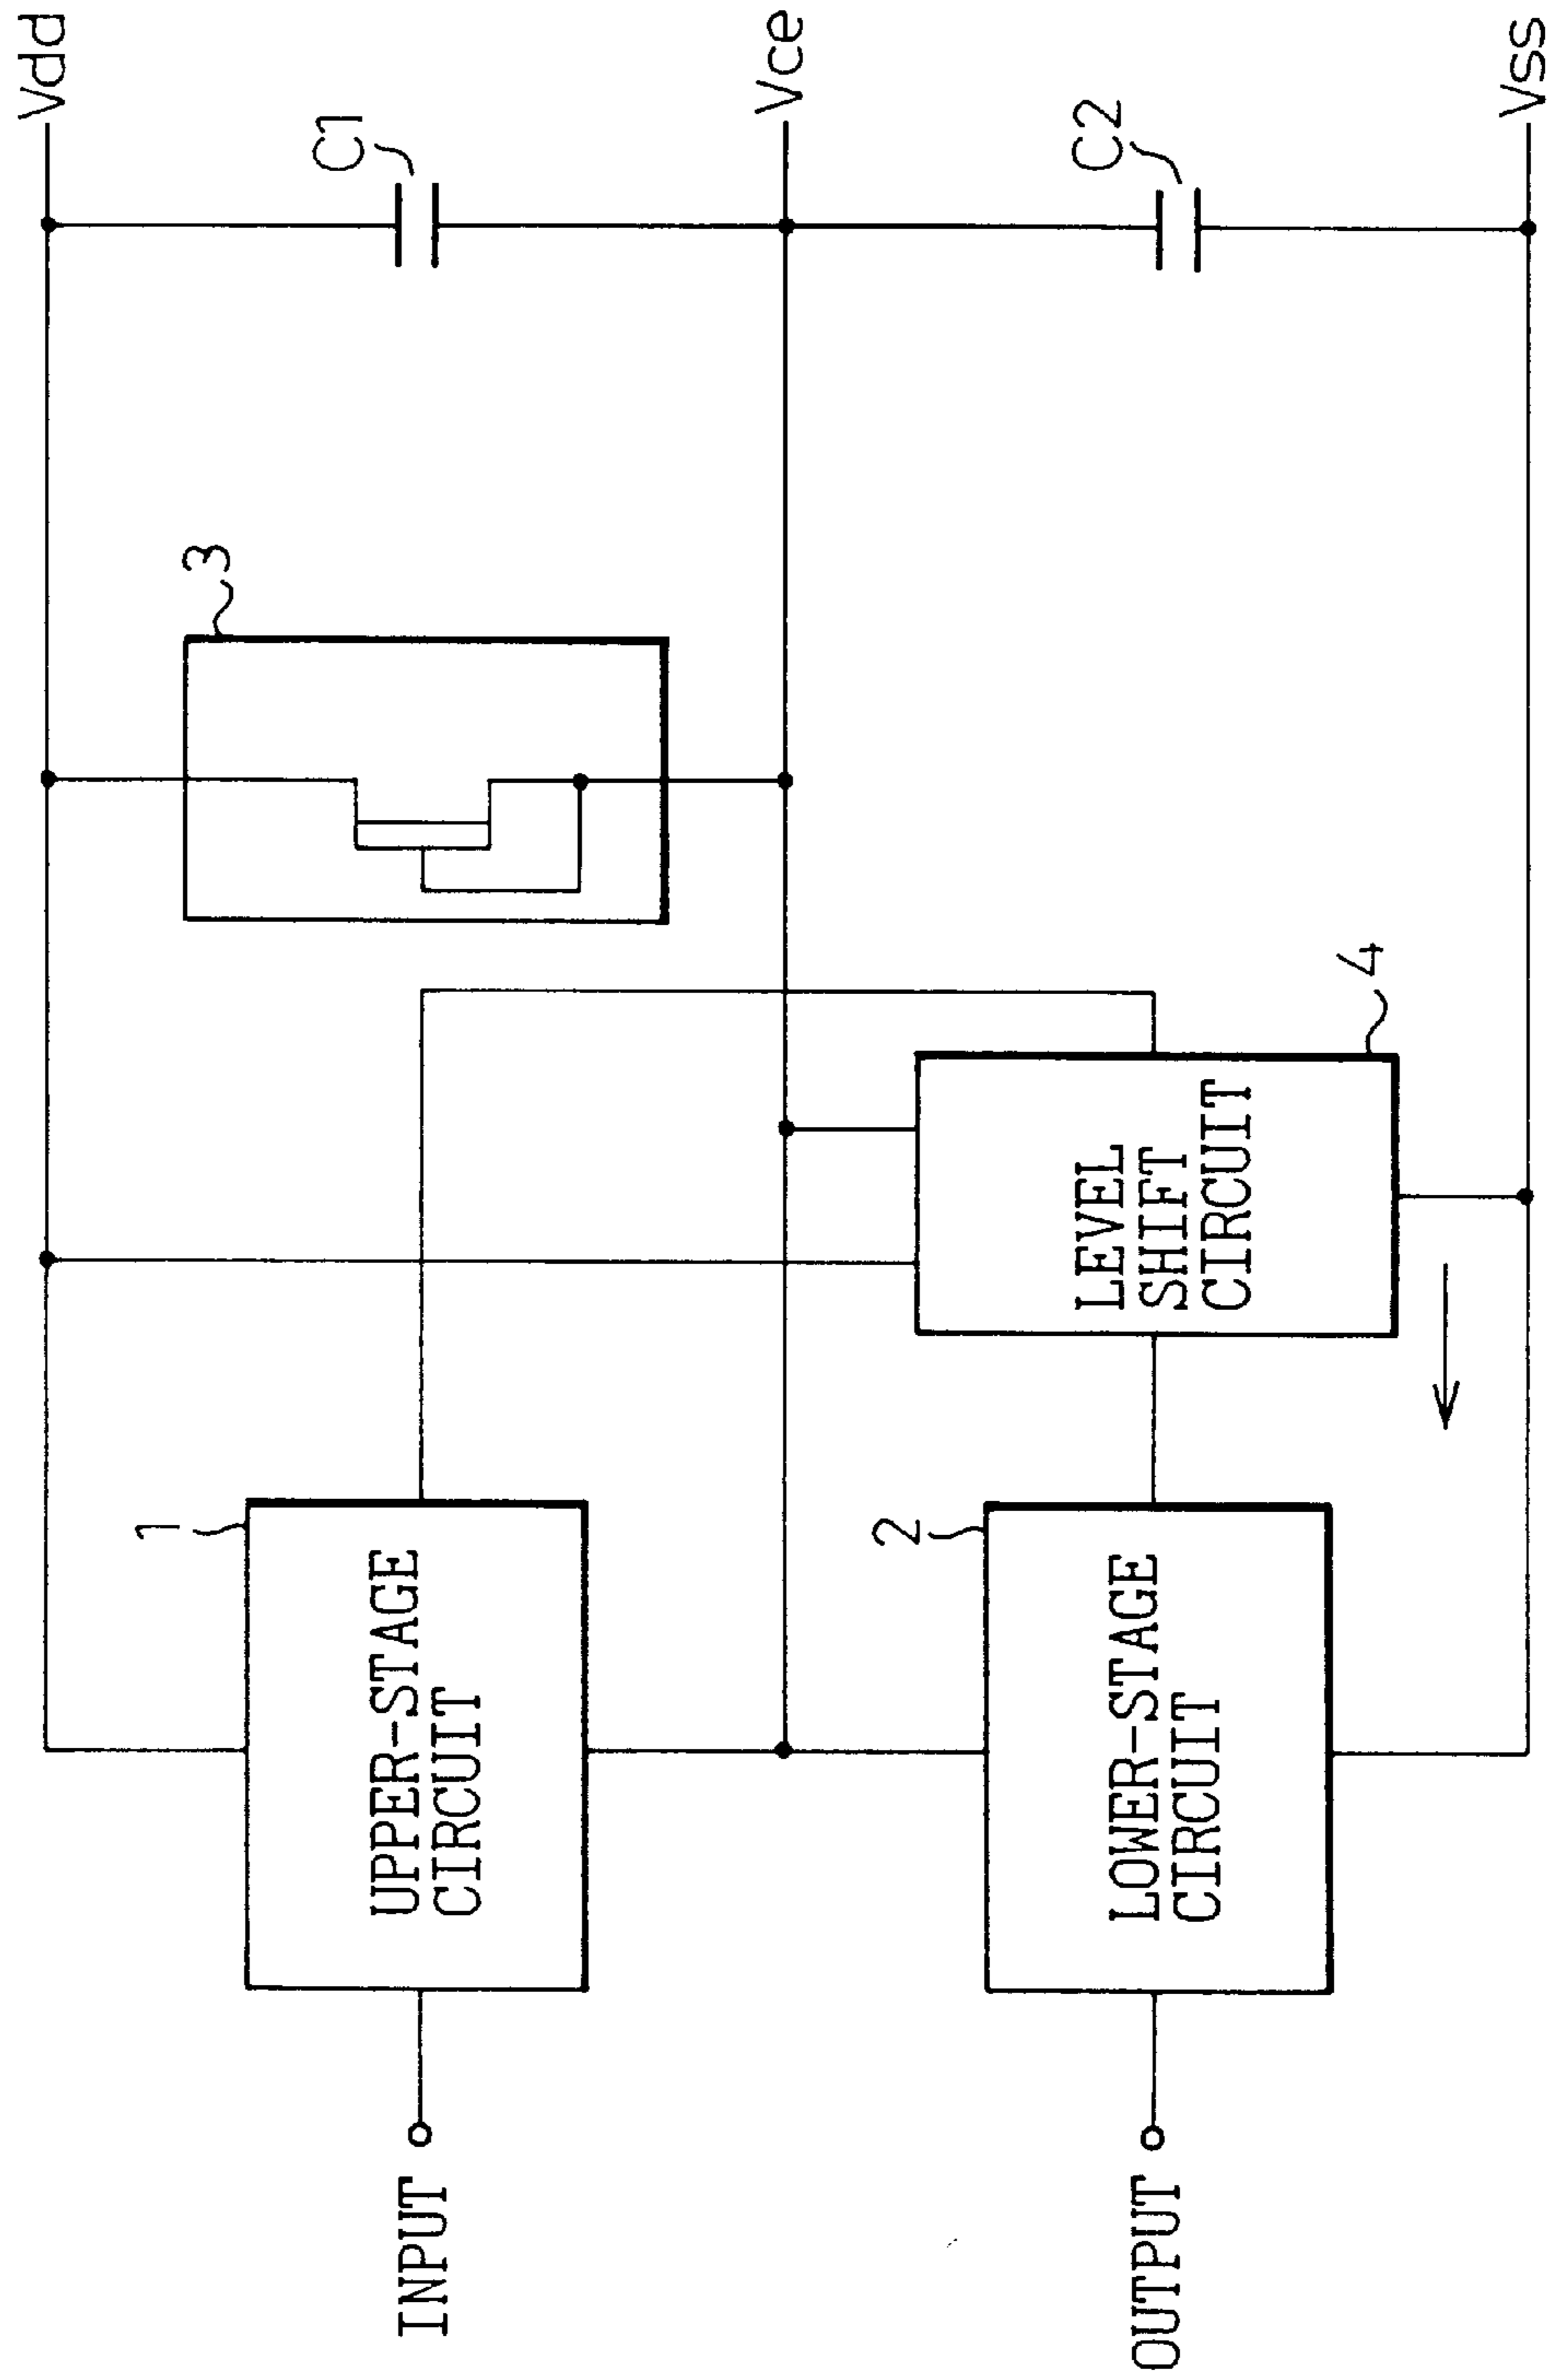 Vdd
C1
3
1
UPPER-STAGE
CIRCUIT
INPUT
Vce
C2
4
LEVEL
SHIFT
CIRCUIT
2
LOWER-STAGE
CIRCUIT
OUTPUT
Vss